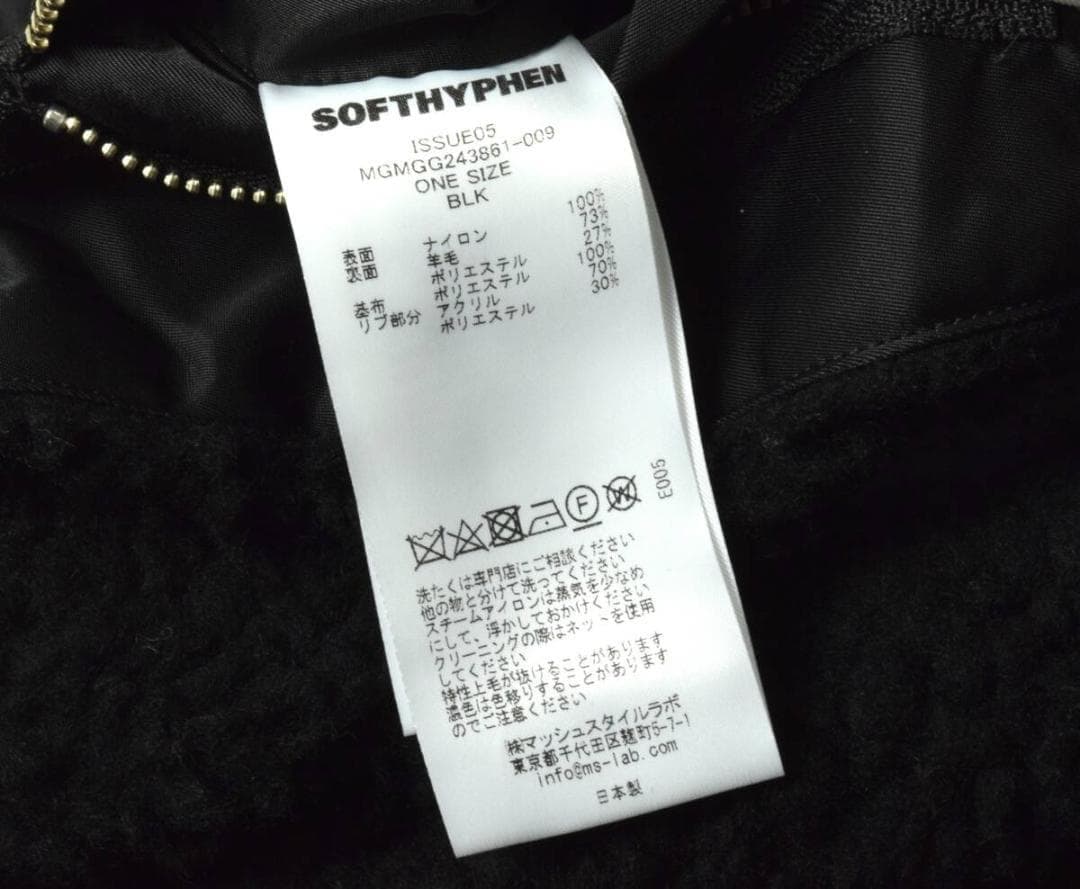 SOFTHYPHEN
ISSUE05
MGMGG243861-009
ONE SIZE
BLK
表面 ナイロン 100%
裏面 羊毛 73%
ポリエステル 27%
基布 ポリエステル 100%
リブ部分 アクリル 70%
ポリエステル 30%
F
W
E005
洗たくは専門店にご相談ください
他の物と分けて洗ってください
スチームアイロンは蒸気を少なめ
にして、浮かしておかけください
クリーニングの際はネットを使用
してください
特性上毛が抜けることがあります
濃色は色移りすることがあります
のでご注意ください
㈱マッシュスタイルラボ
東京都千代田区麹町5-7-1
info@ms-lab.com
日本製